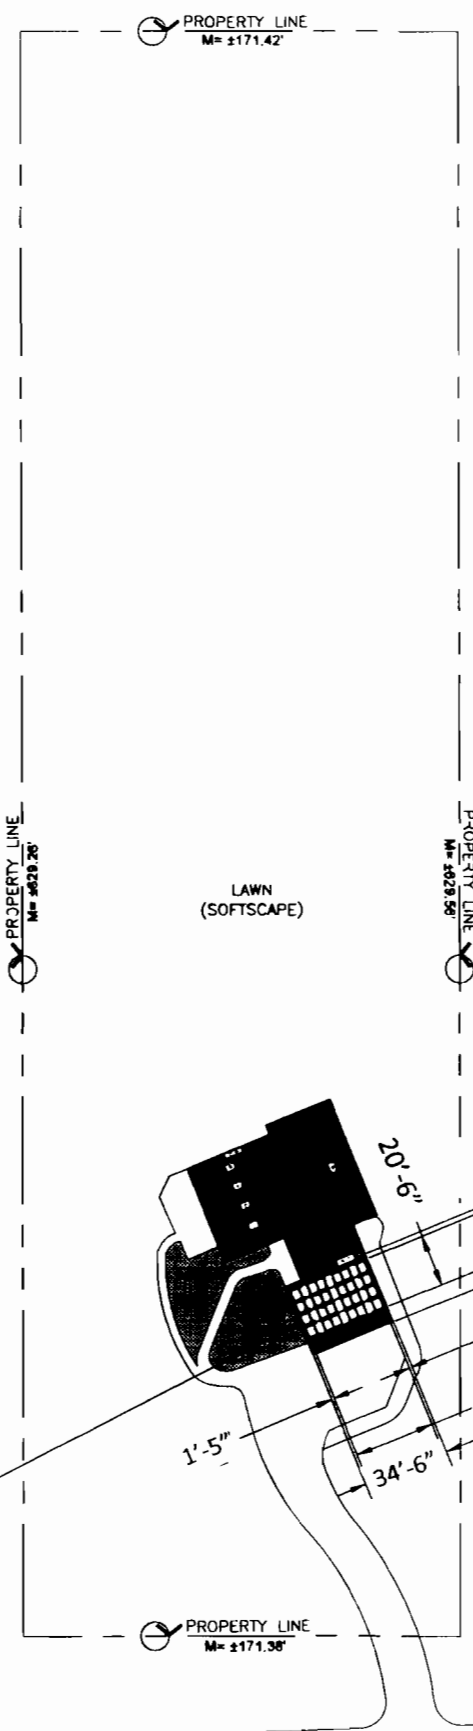 PROPERTY LINE
M= ±171.42'
PROPERTY LINE
M= ±629.26'
PROPERTY LINE
M= ±629.56'
LAWN
(SOFTSCAPE)
20'-6"
1'-5"
34'-6"
PROPERTY LINE
M= ±171.38'